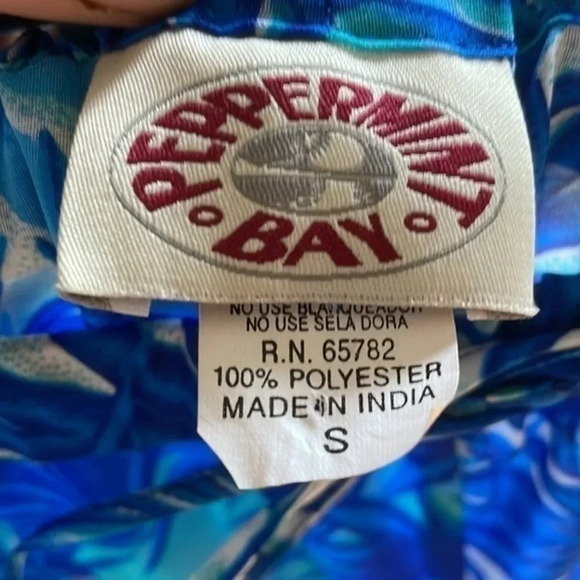 PEPPERMINT
BAY
NO USE BLANQUEADOR
NO USE SELA DORA
R.N. 65782
100% POLYESTER
MADE IN INDIA
S